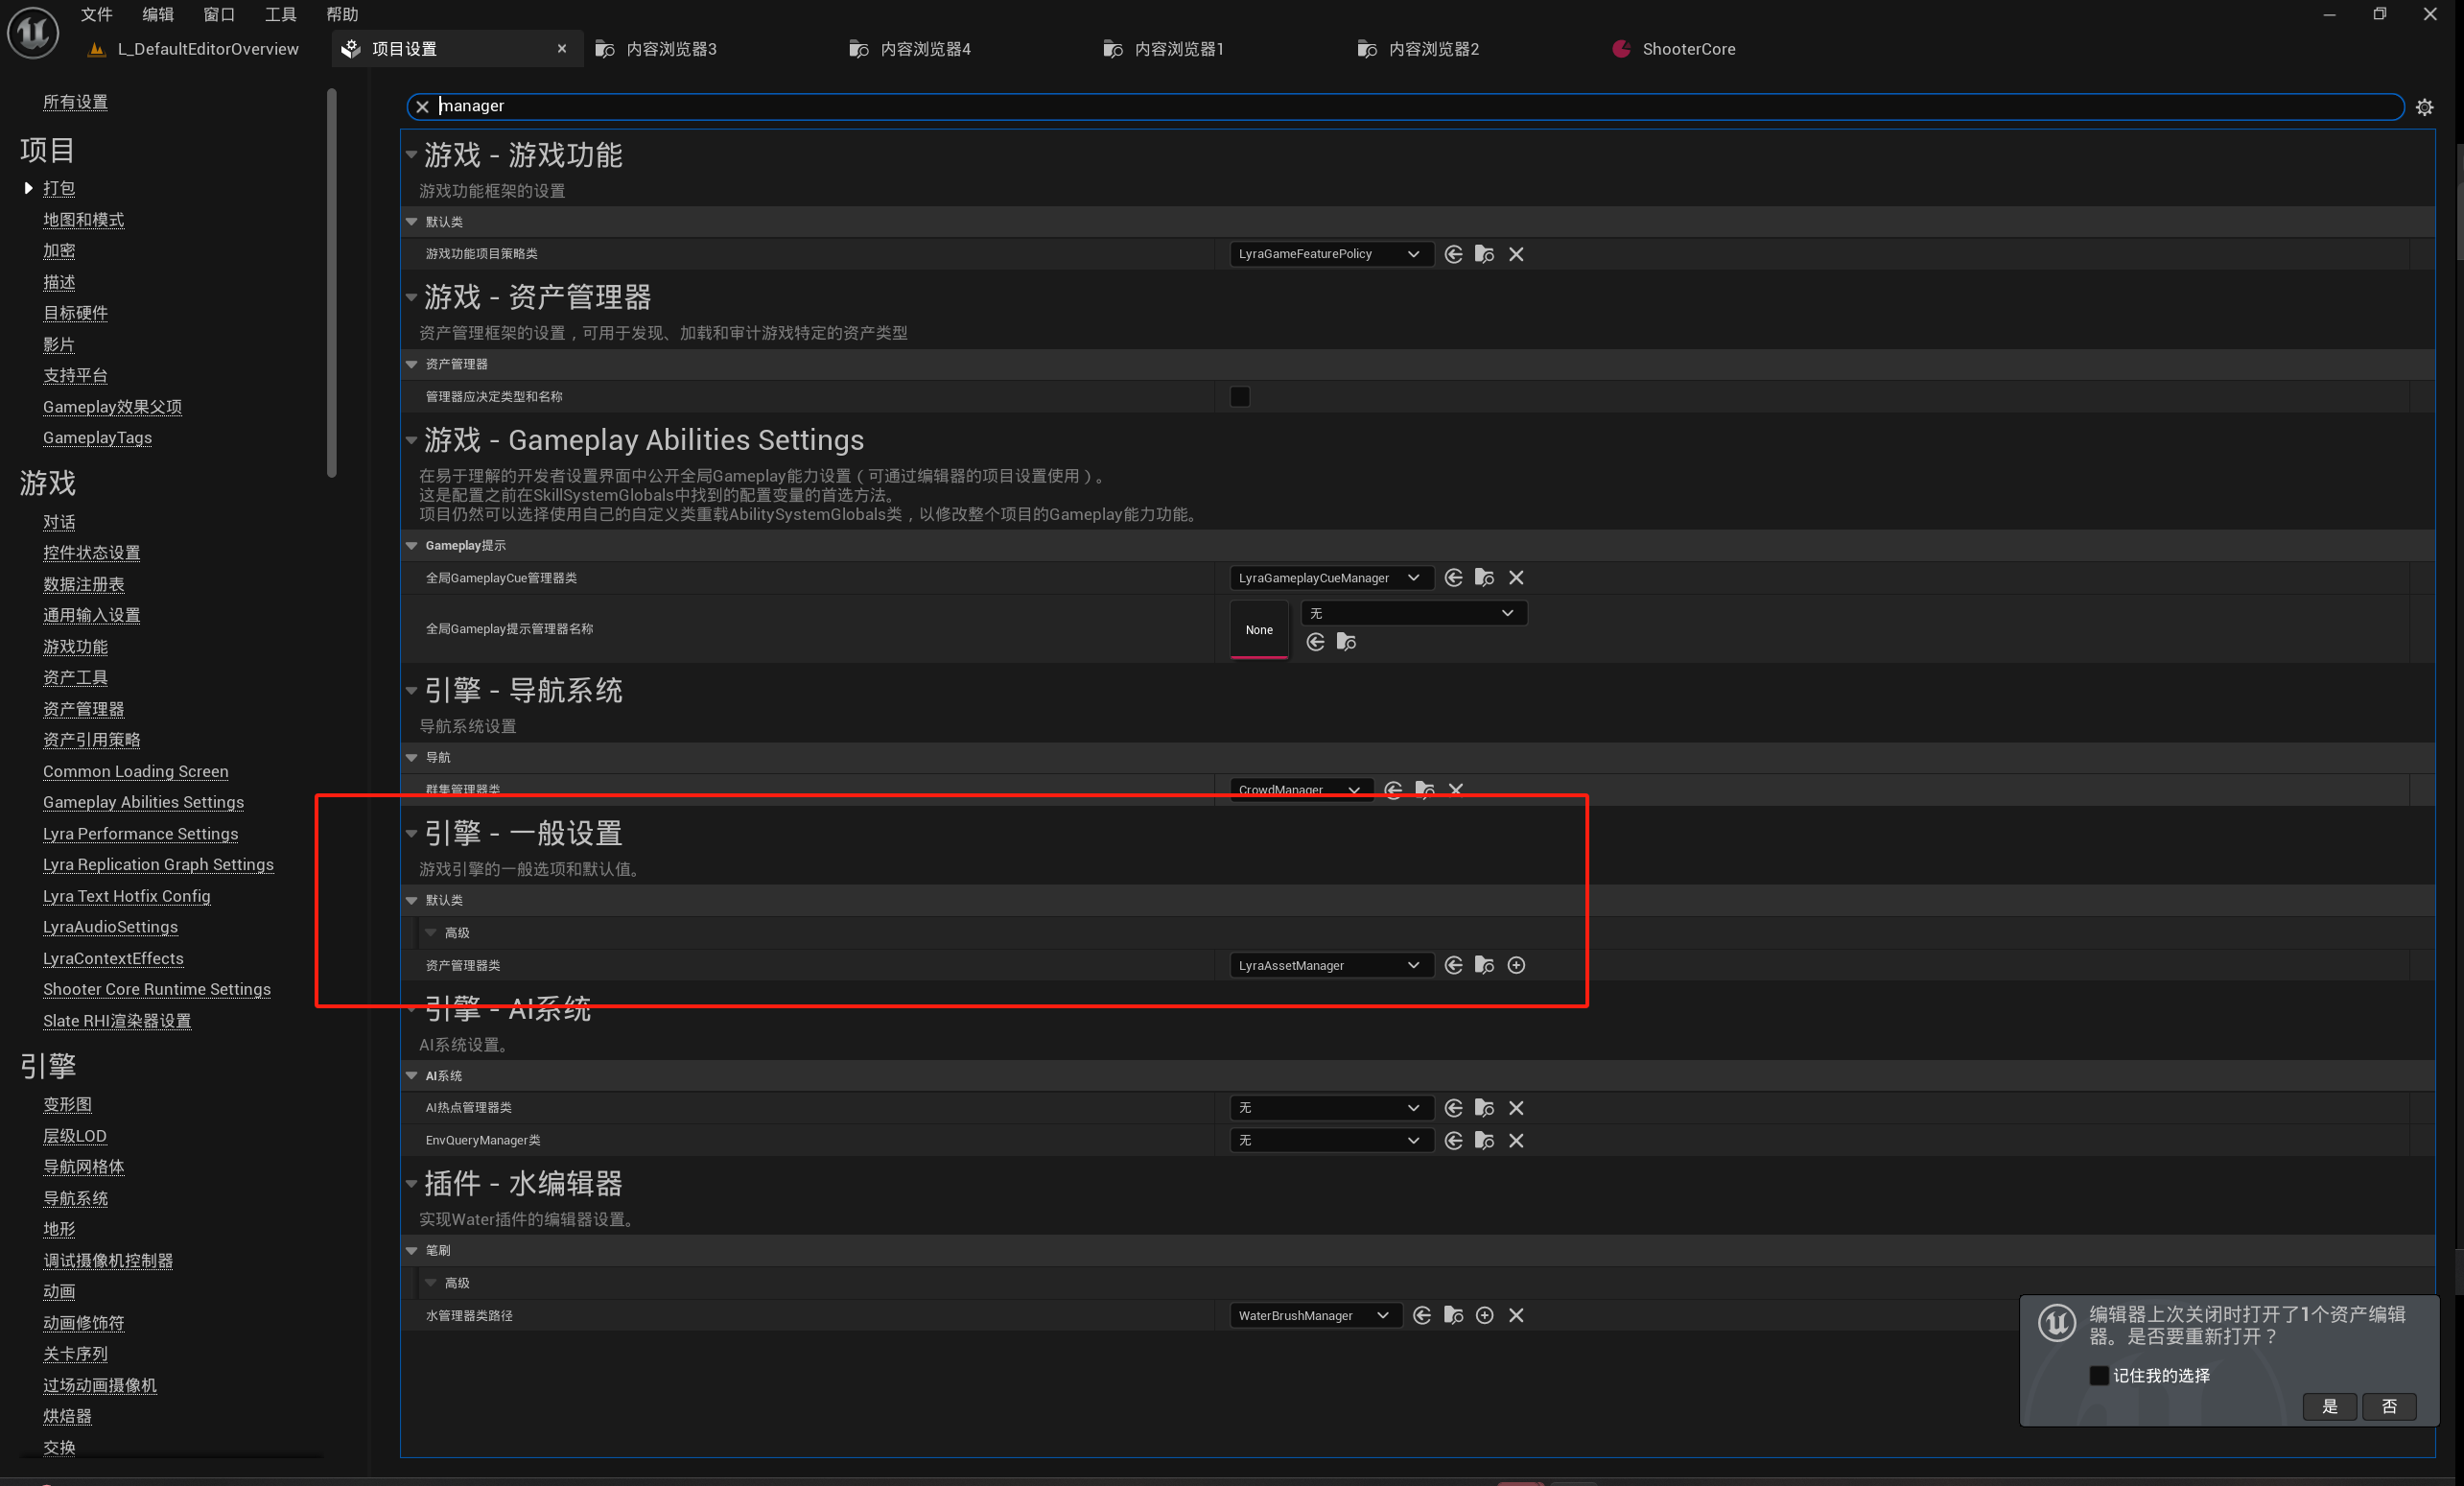 文件 编辑 窗口 工具 帮助
L_DefaultEditorOverview 项目设置 内容浏览器3 内容浏览器4 内容浏览器1 内容浏览器2 ShooterCore
所有设置
项目
打包
地图和模式
加密
描述
目标硬件
影片
支持平台
Gameplay效果父项
GameplayTags
游戏
对话
控件状态设置
数据注册表
通用输入设置
游戏功能
资产工具
资产管理器
资产引用策略
Common Loading Screen
Gameplay Abilities Settings
Lyra Performance Settings
Lyra Replication Graph Settings
Lyra Text Hotfix Config
LyraAudioSettings
LyraContextEffects
Shooter Core Runtime Settings
Slate RHI渲染器设置
引擎
变形图
层级LOD
导航网格体
导航系统
地形
调试摄像机控制器
动画
动画修饰符
关卡序列
过场动画摄像机
烘焙器
交换
manager
游戏 - 游戏功能
游戏功能框架的设置
默认类
游戏功能项目策略类 LyraGameFeaturePolicy
游戏 - 资产管理器
资产管理框架的设置，可用于发现、加载和审计游戏特定的资产类型
资产管理器
管理器应决定类型和名称
游戏 - Gameplay Abilities Settings
在易于理解的开发者设置界面中公开全局Gameplay能力设置（可通过编辑器的项目设置使用）。
这是配置之前在SkillSystemGlobals中找到的配置变量的首选方法。
项目仍然可以选择使用自己的自定义类重载AbilitySystemGlobals类，以修改整个项目的Gameplay能力功能。
Gameplay提示
全局GameplayCue管理器类 LyraGameplayCueManager
全局Gameplay提示管理器名称 None 无
引擎 - 导航系统
导航系统设置
导航
群集管理器类 CrowdManager
引擎 - 一般设置
游戏引擎的一般选项和默认值。
默认类
高级
资产管理器类 LyraAssetManager
引擎 - AI系统
AI系统设置。
AI系统
AI热点管理器类 无
EnvQueryManager类 无
插件 - 水编辑器
实现Water插件的编辑器设置。
笔刷
高级
水管理器类路径 WaterBrushManager
编辑器上次关闭时打开了1个资产编辑
器。是否要重新打开？
记住我的选择
是 否